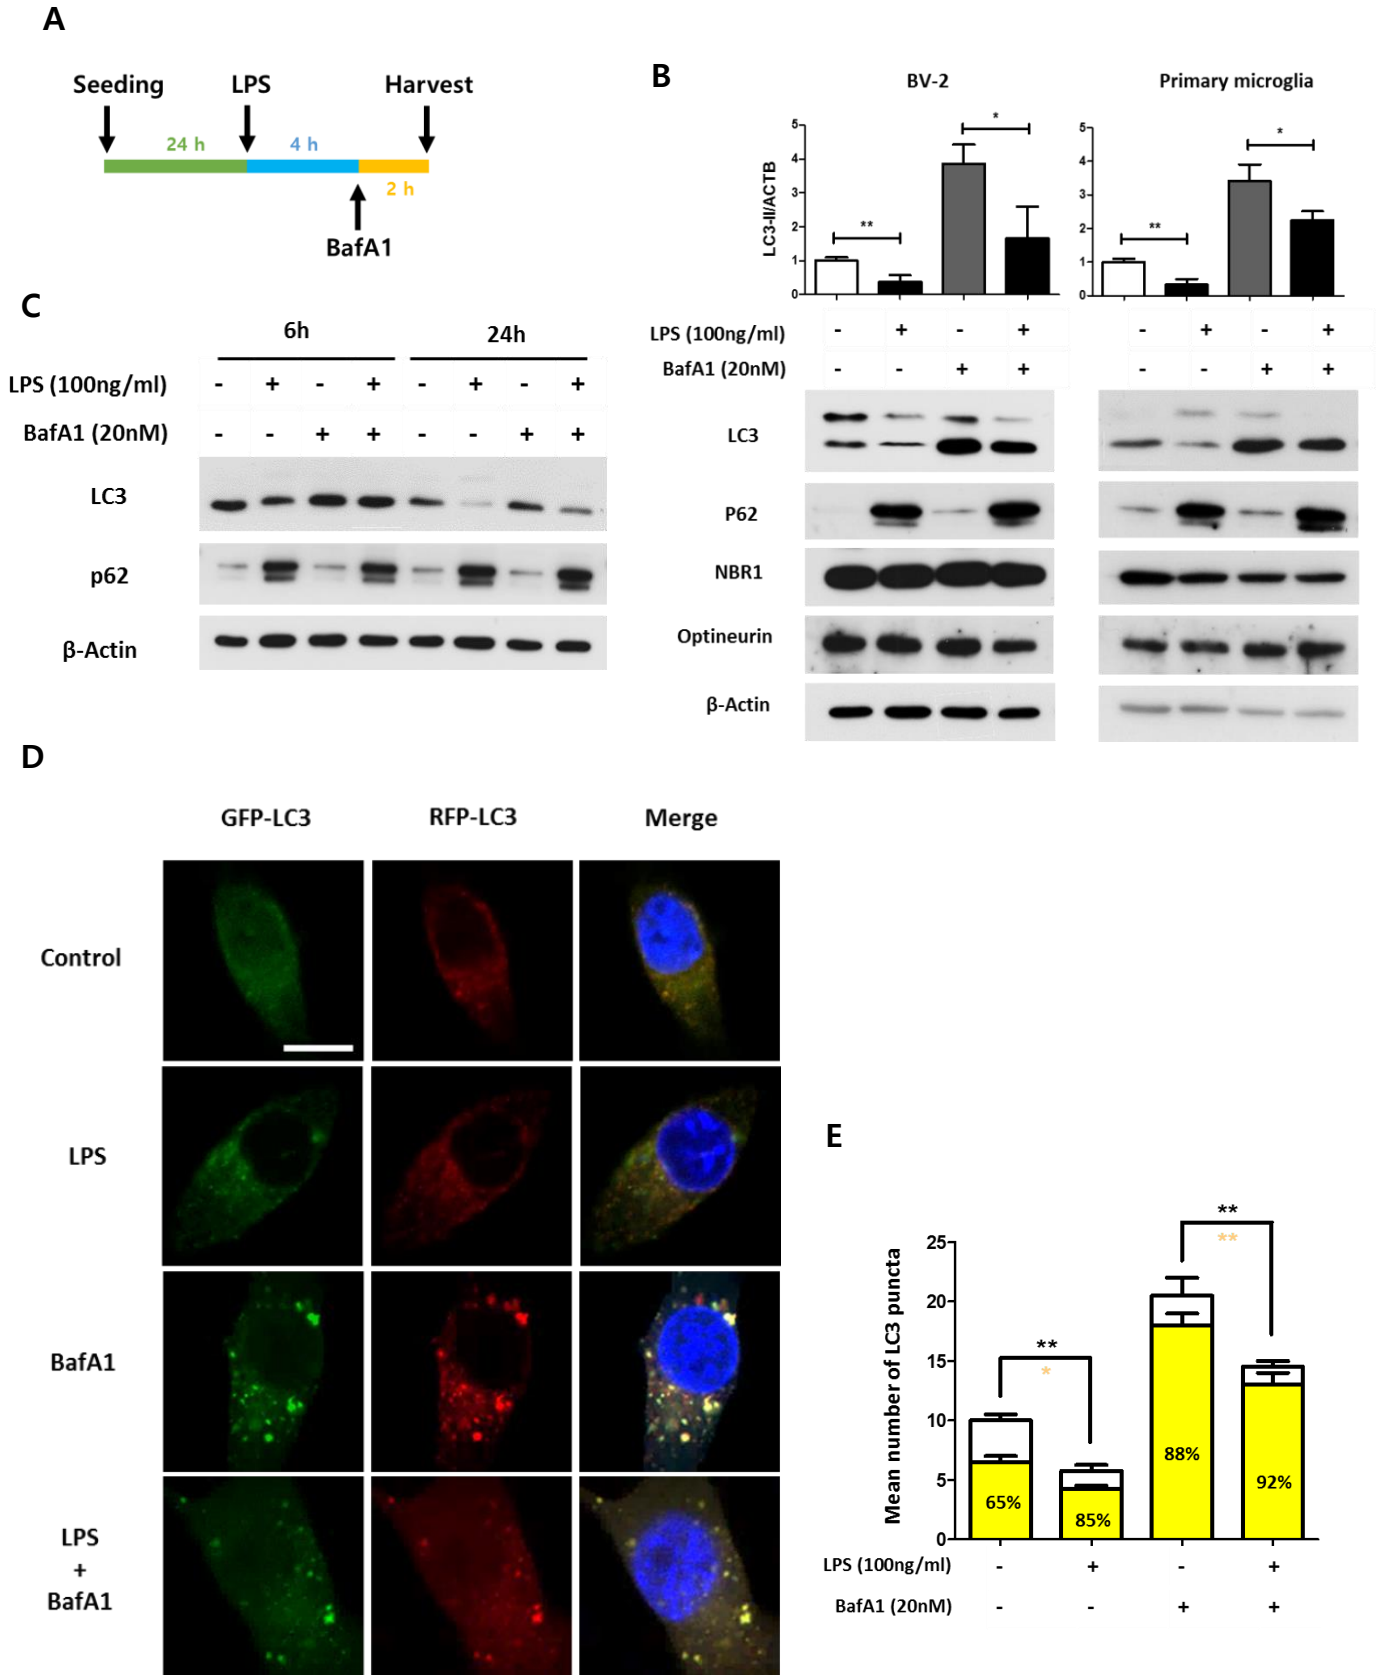 A
Seeding LPS Harvest
24 h 4 h
2 h
BafA1
B
BV-2 Primary microglia
LC3-II/ACTB
5
4
3
2
1
0
** *
5
4
3
2
1
0
** *
LPS (100ng/ml) - + - + - + - +
BafA1 (20nM) - - + + - - + +
LC3
P62
NBR1
Optineurin
β-Actin
C
6h 24h
LPS (100ng/ml) - + - + - + - +
BafA1 (20nM) - - + + - - + +
LC3
p62
β-Actin
D
GFP-LC3 RFP-LC3 Merge
Control
LPS
BafA1
LPS
+
BafA1
E
Mean number of LC3 puncta
25
20
15
10
5
0
**
*
**
**
65% 85% 88% 92%
LPS (100ng/ml) - + - +
BafA1 (20nM) - - + +